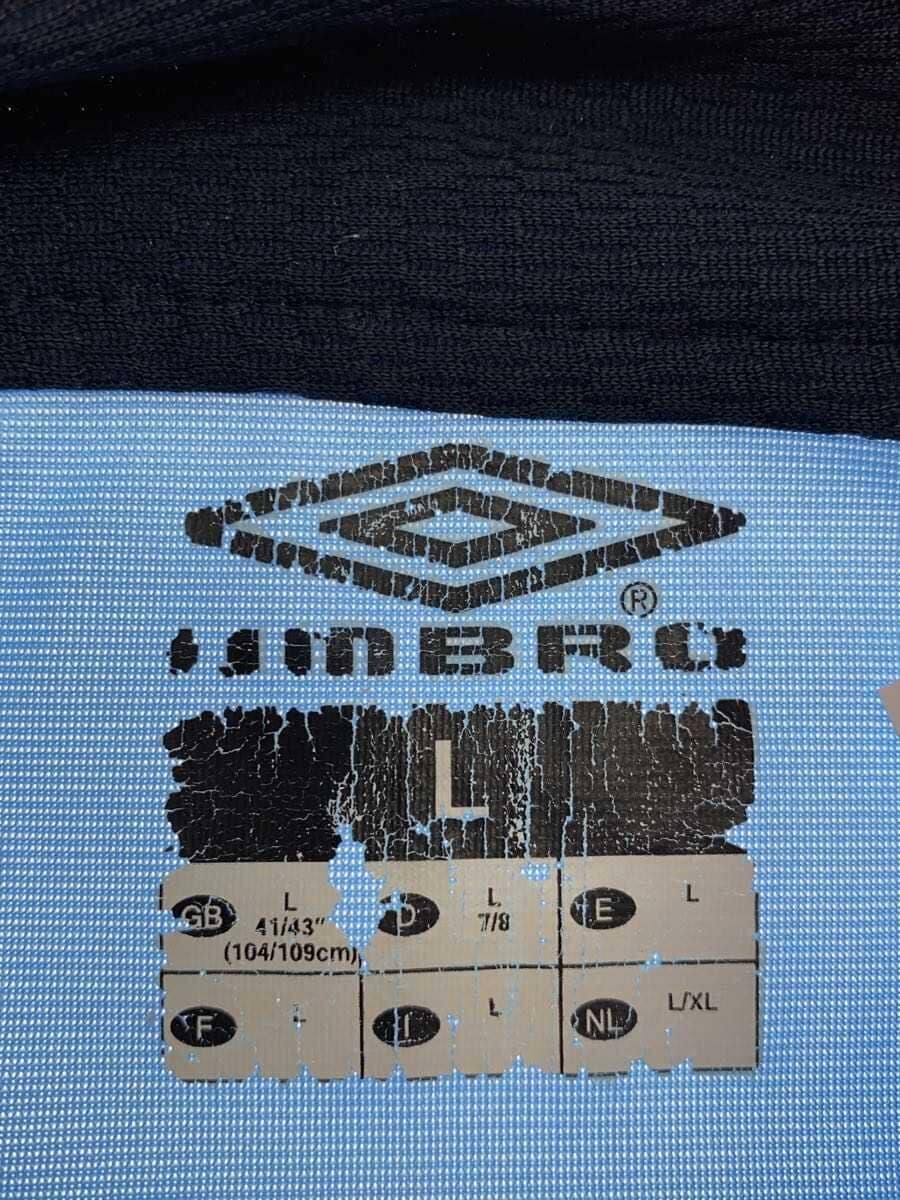 ®
UMBRO
L
GB L
41/43"
(104/109cm)
D L
7/8
E L
F L
I L
NL L/XL